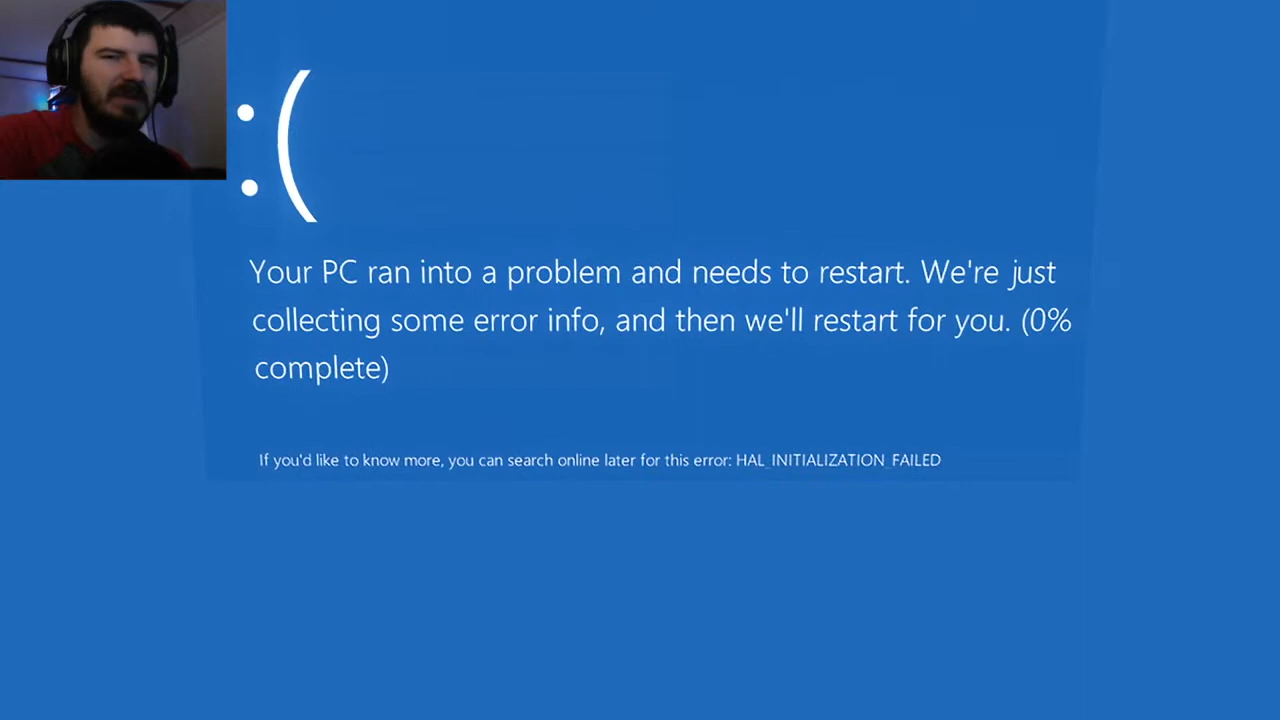 :(
Your PC ran into a problem and needs to restart. We're just
collecting some error info, and then we'll restart for you. (0%
complete)
If you'd like to know more, you can search online later for this error: HAL_INITIALIZATION_FAILED